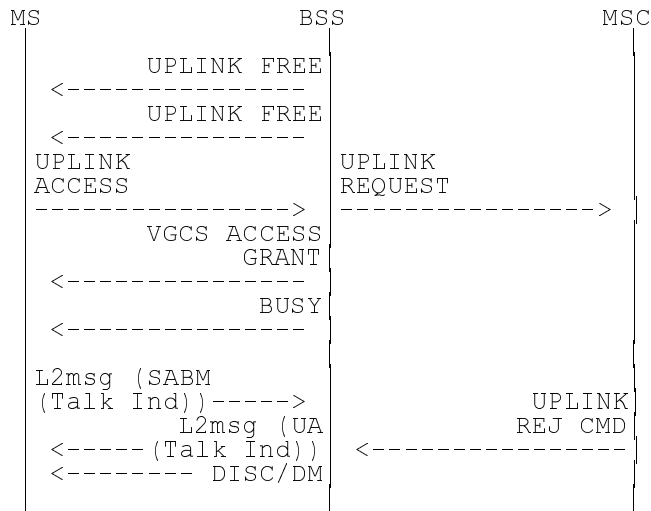 MS BSS MSC
UPLINK FREE
<---------------
UPLINK FREE
<---------------
UPLINK UPLINK
ACCESS REQUEST
----------------> ---------------->
VGCS ACCESS
GRANT
<---------------
BUSY
<---------------
L2msg (SABM
(Talk Ind))-----> UPLINK
L2msg (UA REJ CMD
<-----(Talk Ind)) <----------------
<-------- DISC/DM